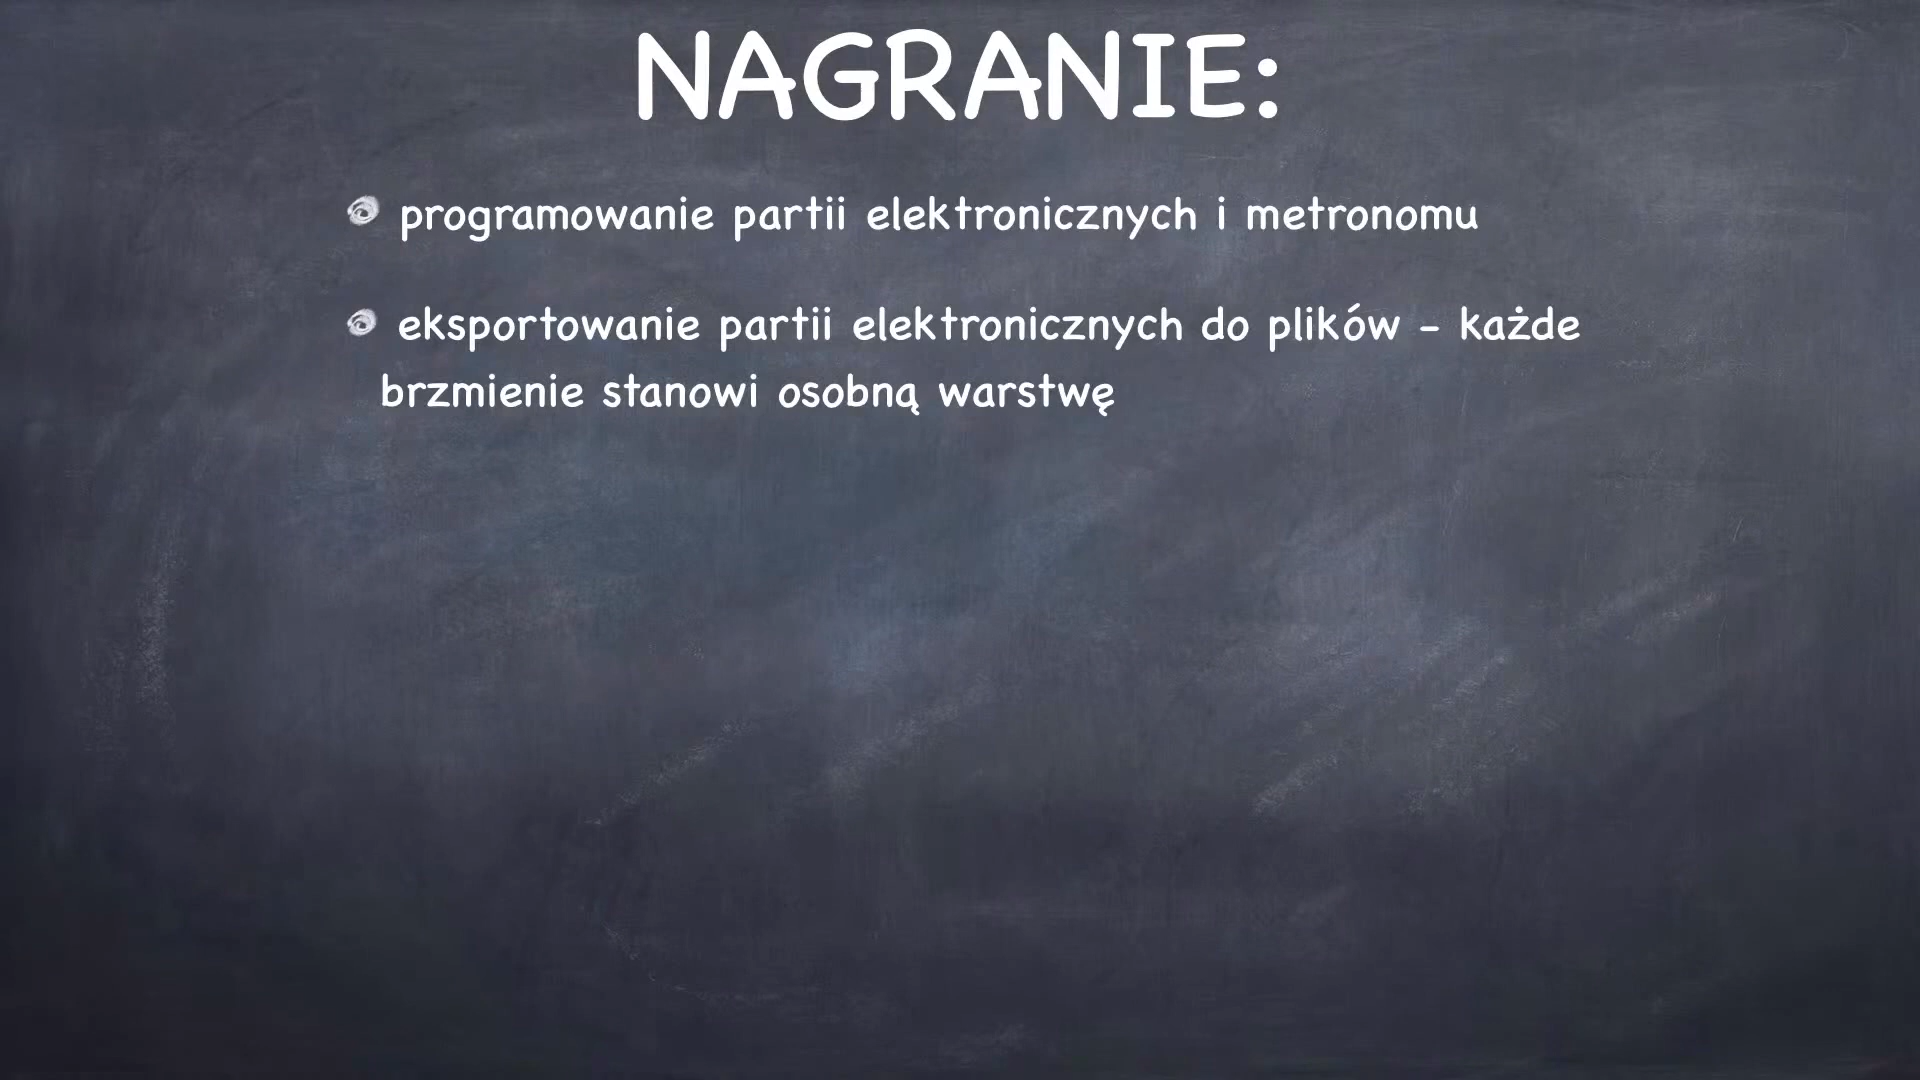 NAGRANIE:
programowanie partii elektronicznych i metronomu
eksportowanie partii elektronicznych do plików - każde
brzmienie stanowi osobną warstwę